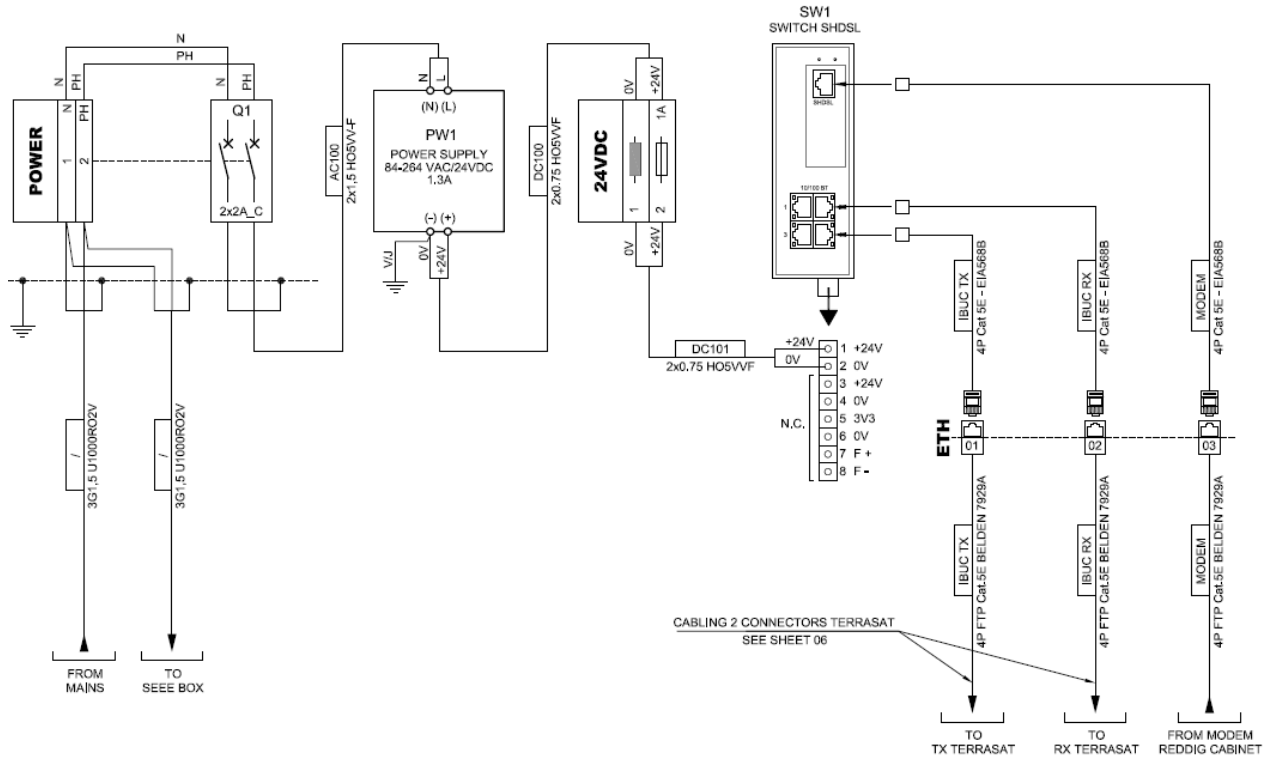 SW1
SWITCH SHDSL
N
PH
N
PH
N
PH
POWER
N
PH
1
2
Q1
2x2A_C
AC100
2x1,5 HO5VV-F
N
L
(N) (L)
PW1
POWER SUPPLY
84-264 VAC/24VDC
1.3A
(-) (+)
V/J
0V
+24V
DC100
2x0.75 HO5VVF
0V
+24V
24VDC
1A
1
2
0V
+24V
SHDSL
10/100 BT
1
3
DC101
2x0.75 HO5VVF
+24V
0V
1 +24V
2 0V
3 +24V
4 0V
5 3V3
6 0V
7 F +
8 F -
N.C.
IBUC TX
4P Cat 5E - EIA568B
IBUC RX
4P Cat 5E - EIA568B
MODEM
4P Cat 5E - EIA568B
ETH
01
02
03
/
3G1,5 U1000RO2V
/
3G1,5 U1000RO2V
IBUC TX
4P FTP Cat.5E BELDEN 7929A
IBUC RX
4P FTP Cat.5E BELDEN 7929A
MODEM
4P FTP Cat.5E BELDEN 7929A
CABLING 2 CONNECTORS TERRASAT
SEE SHEET 06
FROM
MAINS
TO
SEEE BOX
TO
TX TERRASAT
TO
RX TERRASAT
FROM MODEM
REDDIG CABINET